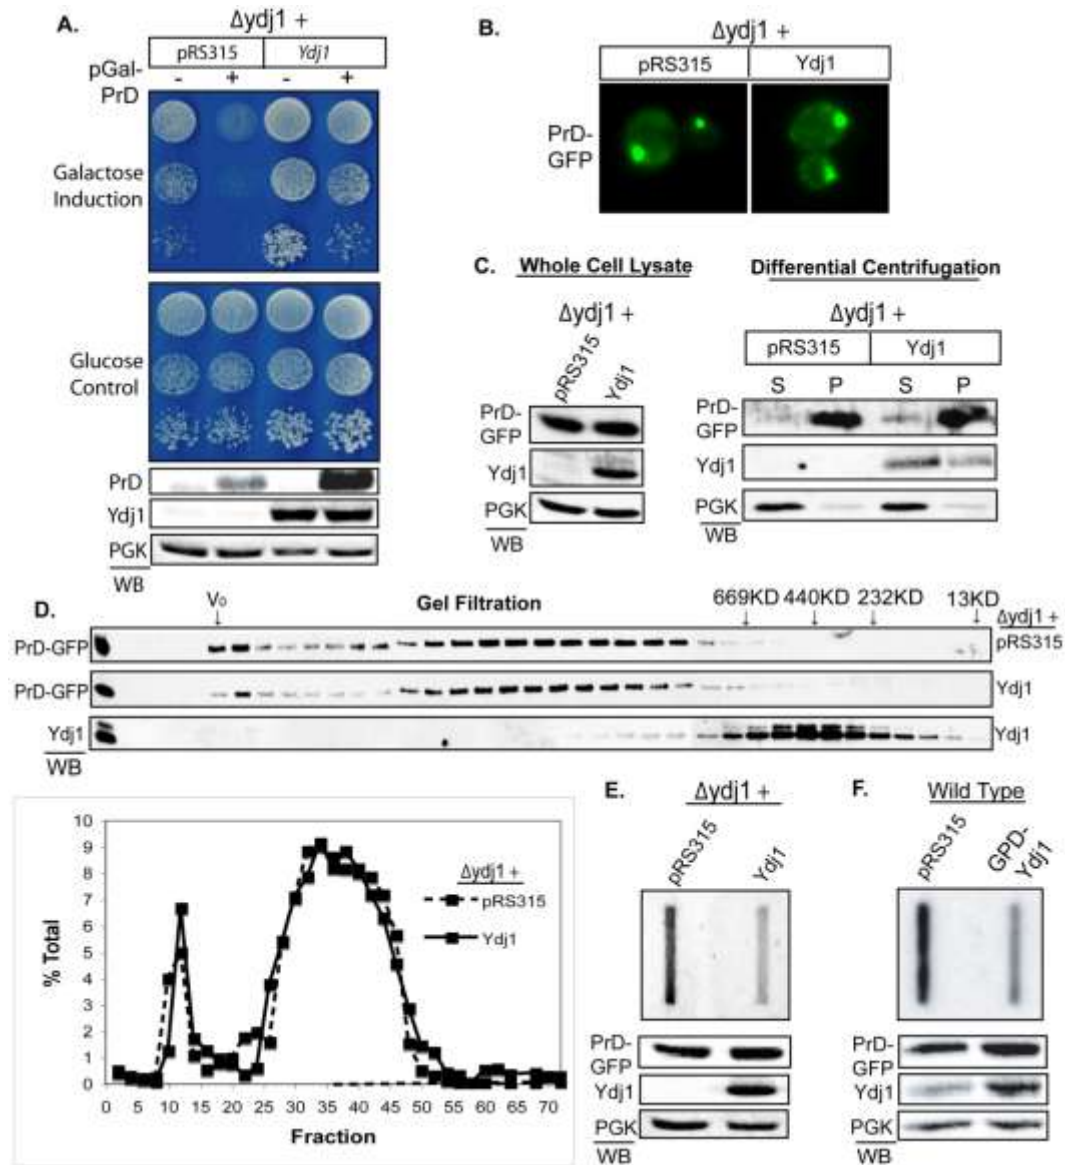 A.
Δydj1 +
pRS315 Ydj1
pGal-PrD - + - +
Galactose
Induction
Glucose
Control
PrD
Ydj1
PGK
WB
B.
Δydj1 +
pRS315 Ydj1
PrD-
GFP
C. Whole Cell Lysate
Δydj1 +
pRS315 Ydj1
PrD-
GFP
Ydj1
PGK
WB
Differential Centrifugation
Δydj1 +
pRS315 Ydj1
S P S P
PrD-
GFP
Ydj1
PGK
WB
D. V₀ Gel Filtration 669KD 440KD 232KD 13KD Δydj1 +
PrD-GFP pRS315
PrD-GFP Ydj1
Ydj1 Ydj1
WB
% Total
10
9
8
7
6
5
4
3
2
1
0
Δydj1 +
pRS315
Ydj1
0 5 10 15 20 25 30 35 40 45 50 55 60 65 70
Fraction
E. Δydj1 +
pRS315 Ydj1
PrD-
GFP
Ydj1
PGK
WB
F. Wild Type
pRS315 GPD-
Ydj1
PrD-
GFP
Ydj1
PGK
WB